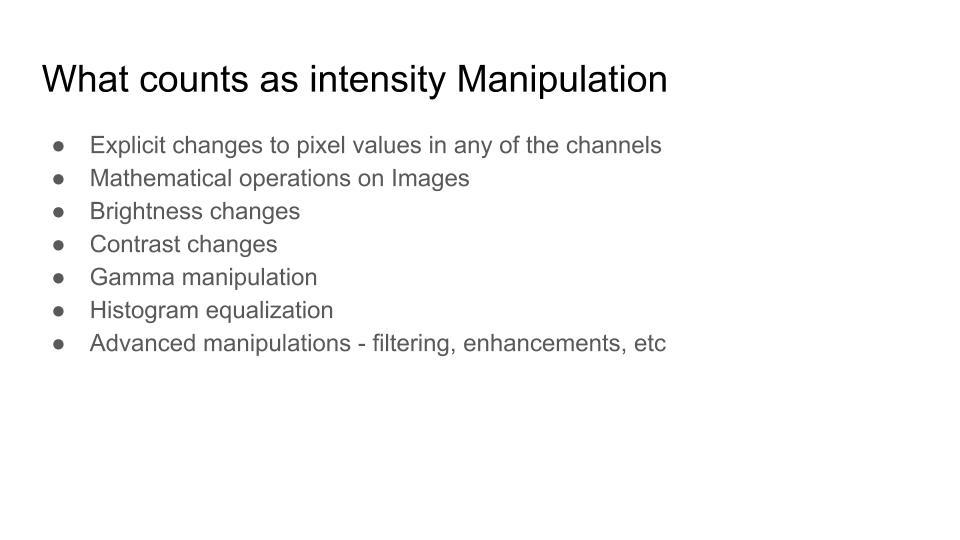 What counts as intensity Manipulation
● Explicit changes to pixel values in any of the channels
● Mathematical operations on Images
● Brightness changes
● Contrast changes
● Gamma manipulation
● Histogram equalization
● Advanced manipulations - filtering, enhancements, etc